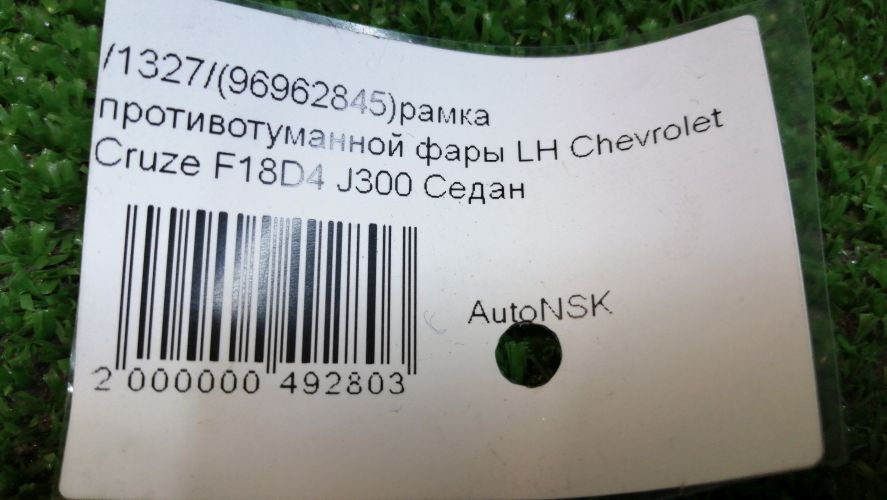 /1327/(96962845)рамка
противотуманной фары LH Chevrolet
Cruze F18D4 J300 Седан
AutoNSK
2 000000 492803